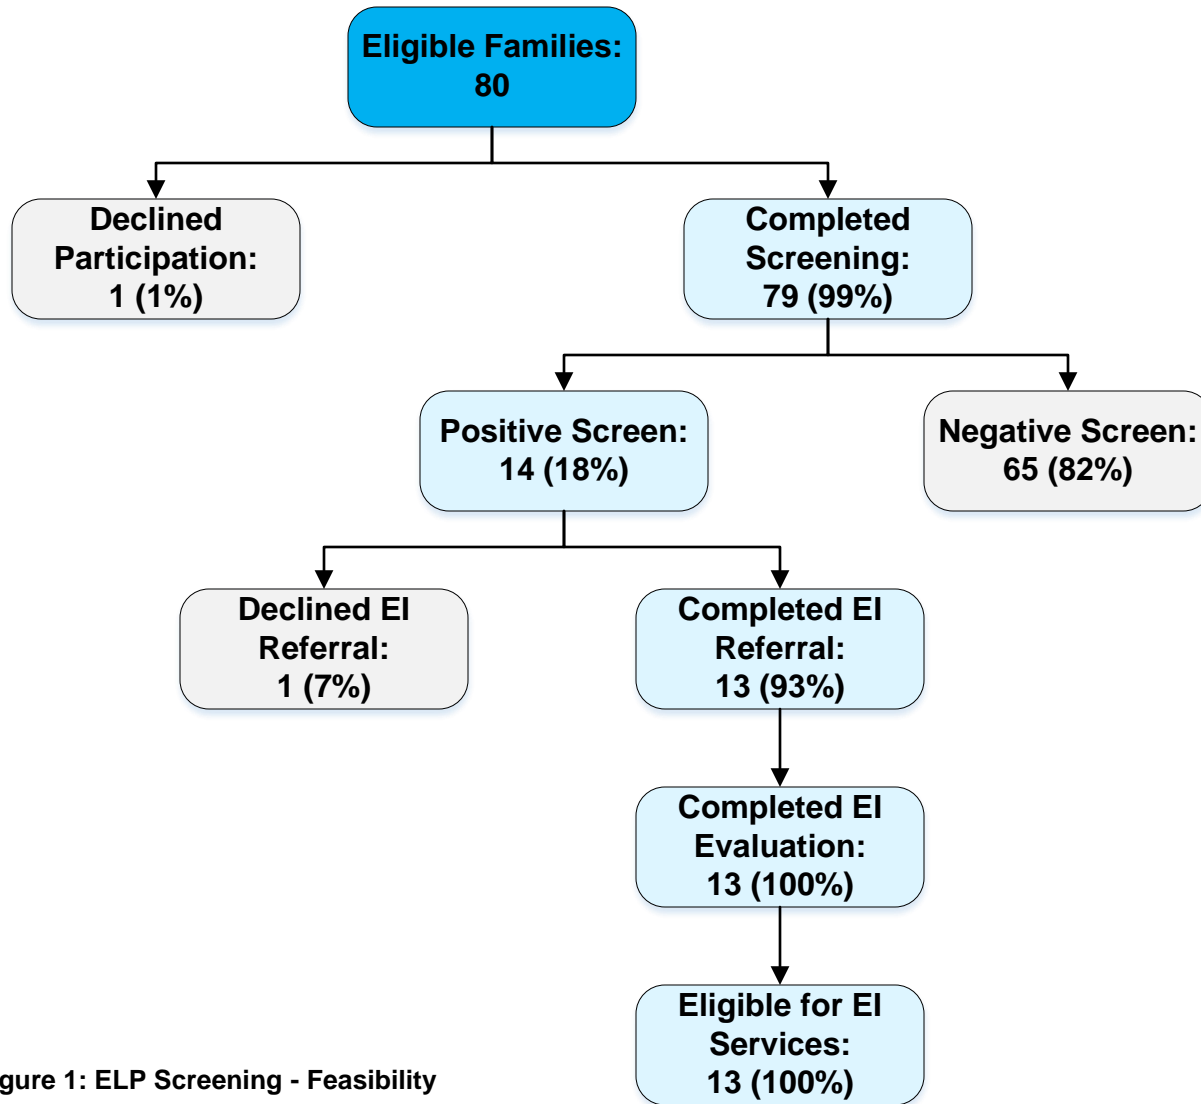 Eligible Families:
80
Declined
Participation:
1 (1%)
Completed
Screening:
79 (99%)
Positive Screen:
14 (18%)
Negative Screen:
65 (82%)
Declined EI
Referral:
1 (7%)
Completed EI
Referral:
13 (93%)
Completed EI
Evaluation:
13 (100%)
Eligible for EI
Services:
13 (100%)
gure 1: ELP Screening - Feasibility